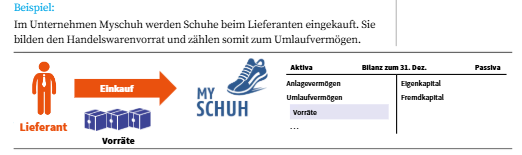 Beispiel:
Im Unternehmen Myschuh werden Schuhe beim Lieferanten eingekauft. Sie
bilden den Handelswarenvorrat und zählen somit zum Umlaufvermögen.
Lieferant
Einkauf
Vorräte
MY
SCHUH
Aktiva Bilanz zum 31. Dez. Passiva
Anlagevermögen Eigenkapital
Umlaufvermögen Fremdkapital
Vorräte
...